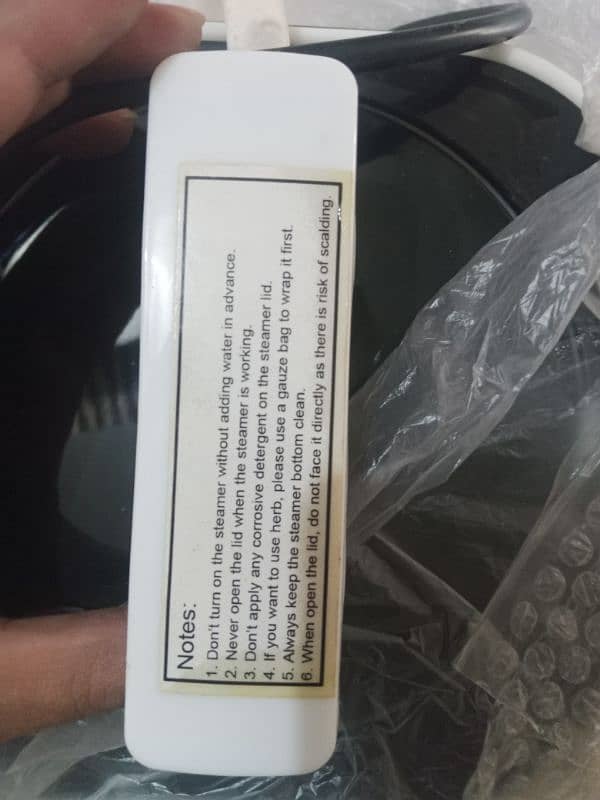 Notes:
1. Don't turn on the steamer without adding water in advance.
2. Never open the lid when the steamer is working.
3. Don't apply any corrosive detergent on the steamer lid.
4. If you want to use herb, please use a gauze bag to wrap it first.
5. Always keep the steamer bottom clean.
6. When open the lid, do not face it directly as there is risk of scalding.